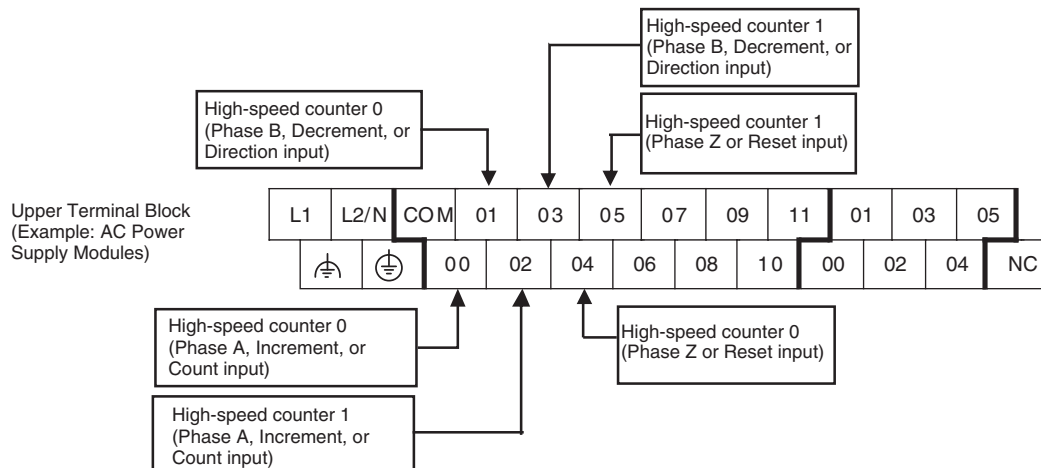 High-speed counter 1
(Phase B, Decrement, or
Direction input)
High-speed counter 0
(Phase B, Decrement, or
Direction input)
High-speed counter 1
(Phase Z or Reset input)
Upper Terminal Block
(Example: AC Power
Supply Modules)
L1 L2/N COM 01 03 05 07 09 11 01 03 05
00 02 04 06 08 10 00 02 04 NC
High-speed counter 0
(Phase A, Increment, or
Count input)
High-speed counter 0
(Phase Z or Reset input)
High-speed counter 1
(Phase A, Increment, or
Count input)